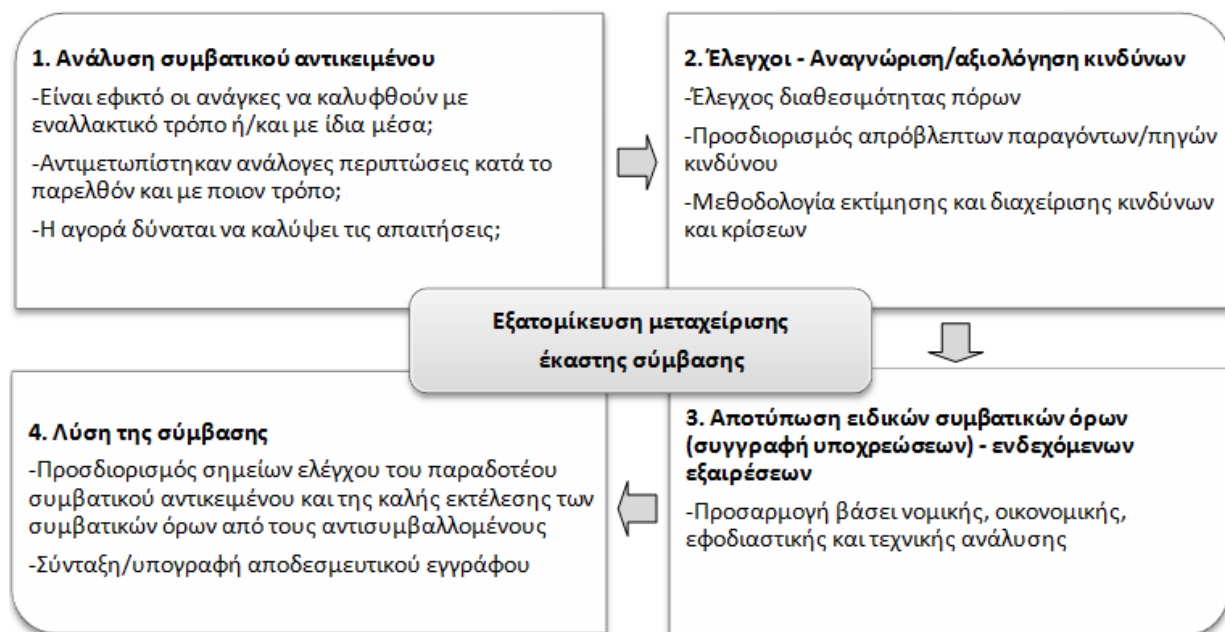 1. Ανάλυση συμβατικού αντικειμένου
-Είναι εφικτό οι ανάγκες να καλυφθούν με
εναλλακτικό τρόπο ή/και με ίδια μέσα;
-Αντιμετωπίστηκαν ανάλογες περιπτώσεις κατά το
παρελθόν και με ποιον τρόπο;
-Η αγορά δύναται να καλύψει τις απαιτήσεις;
2. Έλεγχοι - Αναγνώριση/αξιολόγηση κινδύνων
-Έλεγχος διαθεσιμότητας πόρων
-Προσδιορισμός απρόβλεπτων παραγόντων/πηγών
κινδύνου
-Μεθοδολογία εκτίμησης και διαχείρισης κινδύνων
και κρίσεων
Εξατομίκευση μεταχείρισης
έκαστης σύμβασης
3. Αποτύπωση ειδικών συμβατικών όρων
(συγγραφή υποχρεώσεων) - ενδεχόμενων
εξαιρέσεων
-Προσαρμογή βάσει νομικής, οικονομικής,
εφοδιαστικής και τεχνικής ανάλυσης
4. Λύση της σύμβασης
-Προσδιορισμός σημείων ελέγχου του παραδοτέου
συμβατικού αντικειμένου και της καλής εκτέλεσης των
συμβατικών όρων από τους αντισυμβαλλομένους
-Σύνταξη/υπογραφή αποδεσμευτικού εγγράφου